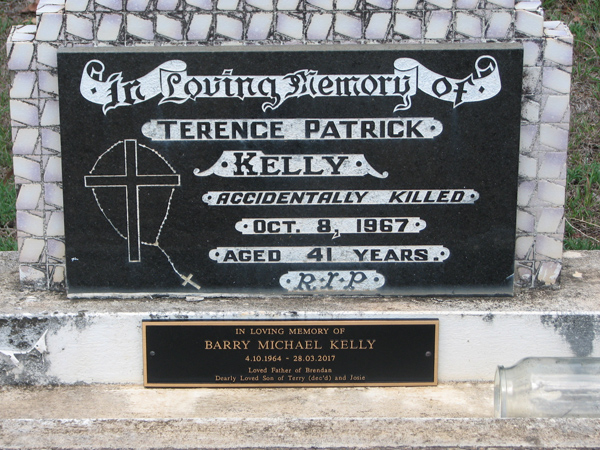 In Loving Memory of
TERENCE PATRICK
KELLY
ACCIDENTALLY KILLED
OCT. 8, 1967
AGED 41 YEARS.
R.I.P
IN LOVING MEMORY OF
BARRY MICHAEL KELLY
4.10.1964 - 28.03.2017
Loved Father of Brendan
Dearly Loved Son of Terry (dec'd) and Josie